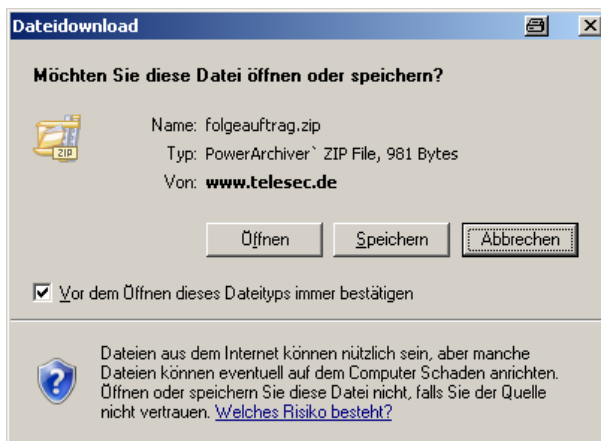 Dateidownload
Möchten Sie diese Datei öffnen oder speichern?
ZIP
Name: folgeauftrag.zip
Typ: PowerArchiver` ZIP File, 981 Bytes
Von: www.telesec.de
Öffnen
Speichern
Abbrechen
Vor dem Öffnen dieses Dateityps immer bestätigen
Dateien aus dem Internet können nützlich sein, aber manche
Dateien können eventuell auf dem Computer Schaden anrichten.
Öffnen oder speichern Sie diese Datei nicht, falls Sie der Quelle
nicht vertrauen. Welches Risiko besteht?